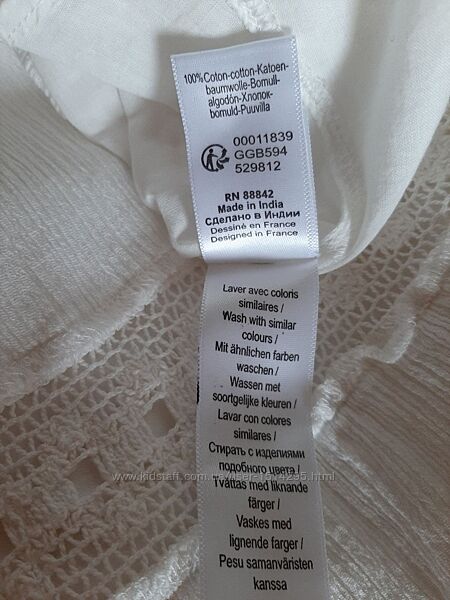 100%Coton-cotton-Katoen-
baumwolle-Bomull-
algodón-Хлопок-
bomuld-Puuvilla
00011839
GGB594
529812
RN 88842
Made in India
Сделано в Индии
Dessiné en France
Designed in France
Laver avec coloris
similaires /
Wash with similar
colours /
Mit ähnlichen farben
waschen /
Wassen met
soortgelijke kleuren /
Lavar con colores
similares /
Стирать с изделиями
подобного цвета /
Tvättas med liknande
färger /
Vaskes med
lignende farger /
Pesu samanväristen
kanssa